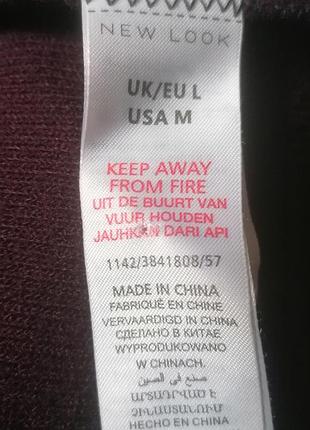 NEW LOOK
UK/EU L
USA M
KEEP AWAY
FROM FIRE
UIT DE BUURT VAN
VUUR HOUDEN
JAUHKAN DARI API
1142/3841808/57
MADE IN CHINA
FABRIQUÉ EN CHINE
VERVAARDIGD IN CHINA
СДЕЛАНО В КИТАЕ
WYPRODUKOWANO
W CHINACH.
صنع في الصين
ԱՐՏԱԴՐՎԱԾ Է
ՉԻՆԱՍՏԱՆՈՒՄ
HECHO EN CHINA